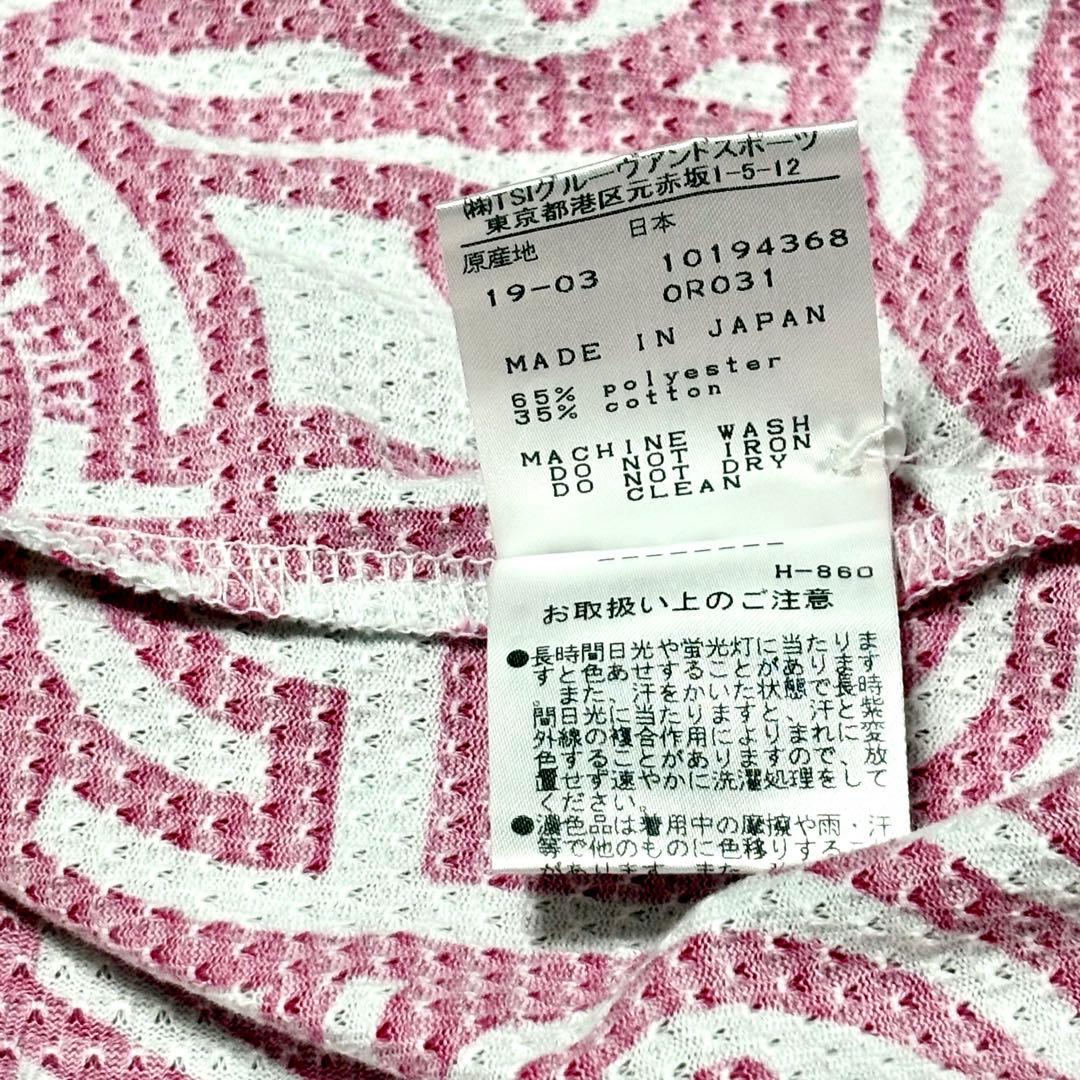 (株)TSIグルーヴアンドスポーツ
東京都港区元赤坂1-5-12
原産地 日本
19-03 10194368
0R031
MADE IN JAPAN
65% polyester
35% cotton
MACHINE WASH
DO NOT IRON
DO NOT DRY
CLEAN
H-860
お取扱い上のご注意
●長時間日光や蛍光灯に当たりま
すと色あせすることがあります
。また、汗をかいた状態で長時
間日光に当たりますと、汗と紫
外線の複合作用によりまれに変
色することがありますので、放
置せず速やかに洗濯処理をして
ください。
●濃色品は着用中の摩擦や雨・汗
等で他のものに色移りするこ
があります。また